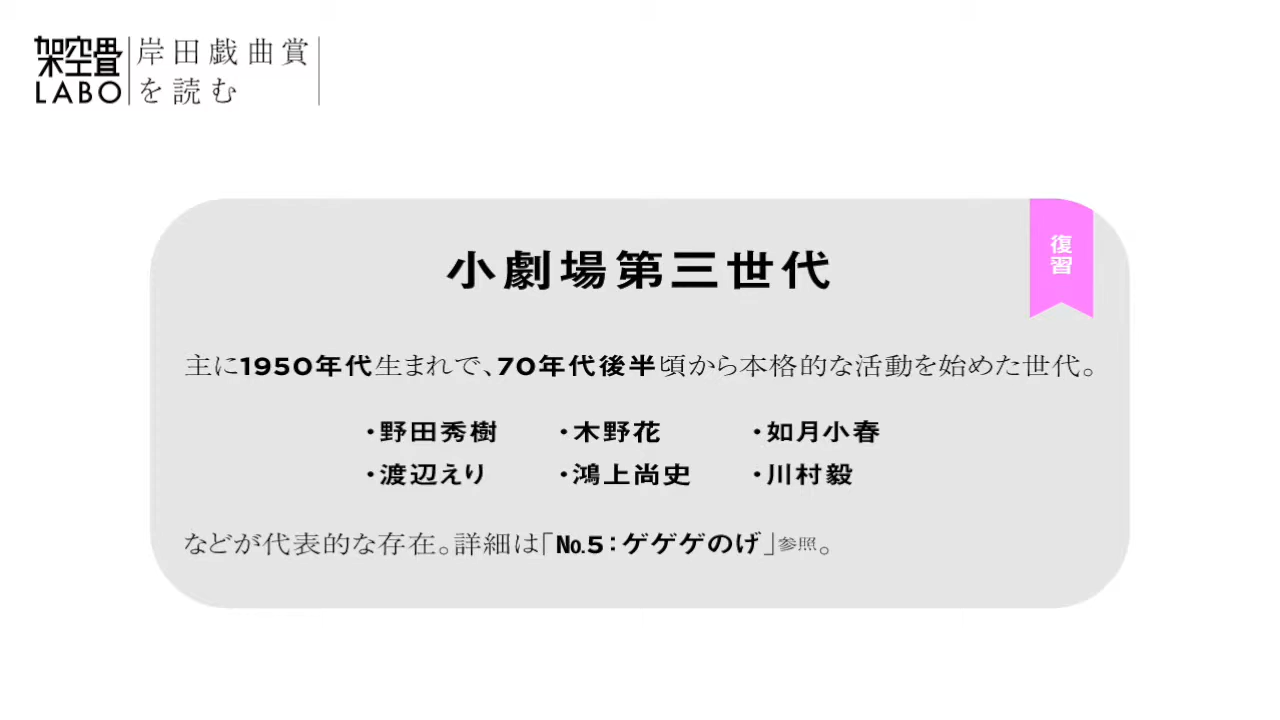 架空畳
LABO
岸田戯曲賞
を読む
復習
小劇場第三世代
主に1950年代生まれで、70年代後半頃から本格的な活動を始めた世代。
・野田秀樹 ・木野花 ・如月小春
・渡辺えり ・鴻上尚史 ・川村毅
などが代表的な存在。詳細は「№5：ゲゲゲのげ」参照。